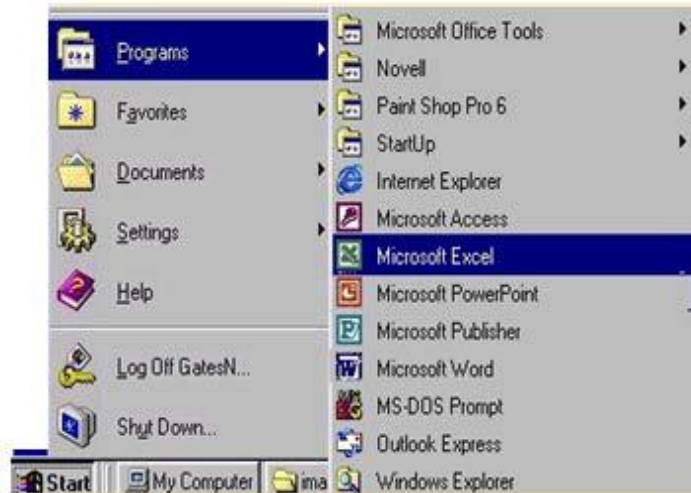 Programs
Favorites
Documents
Settings
Help
Log Off GatesN...
Shut Down...
Microsoft Office Tools
Novell
Paint Shop Pro 6
StartUp
Internet Explorer
Microsoft Access
Microsoft Excel
Microsoft PowerPoint
Microsoft Publisher
Microsoft Word
MS-DOS Prompt
Outlook Express
Windows Explorer
Start My Computer ima